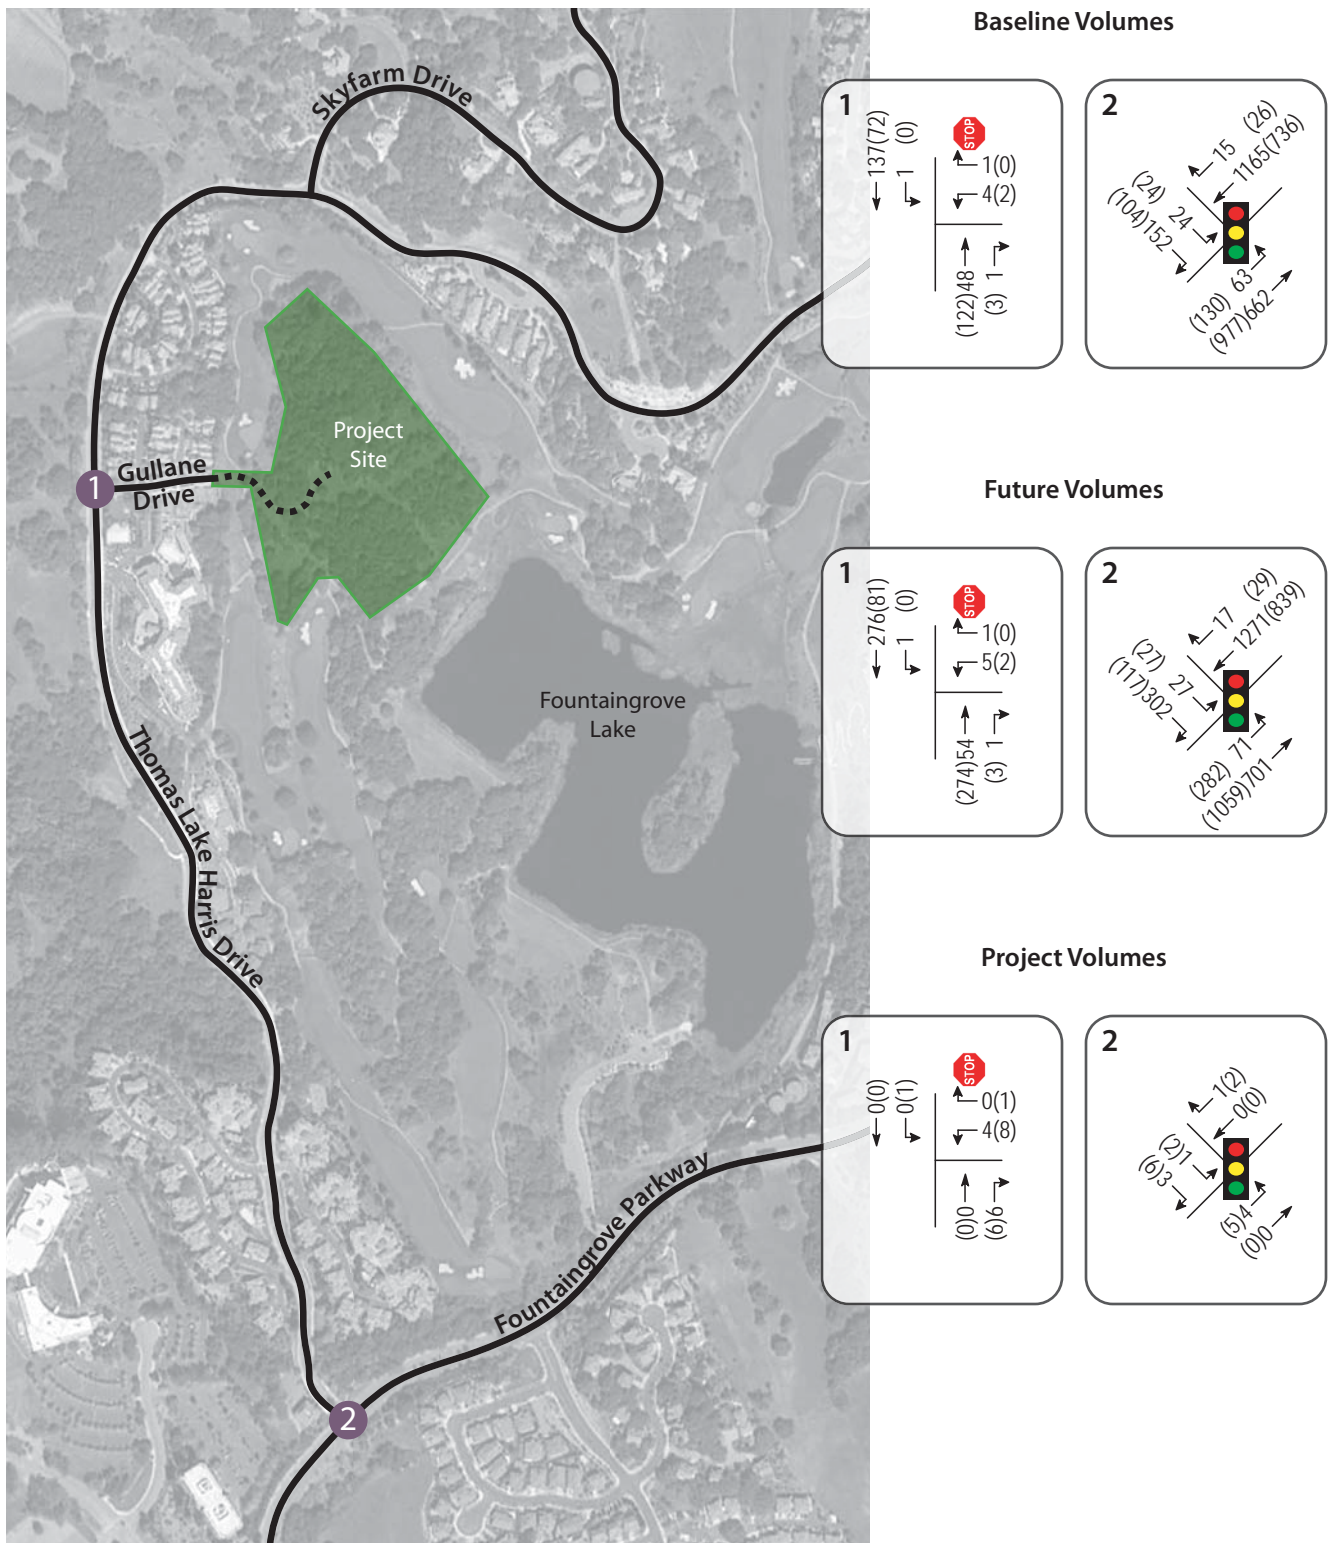 Baseline Volumes
1
137(72)
1 (0)
STOP
1(0)
4(2)
(122)48
(3) 1
2
15 (26)
1165(736)
(24) 24
(104)152
(130) 63
(977)662
Skyfarm Drive
Project
Site
Gullane
Drive
1
Future Volumes
1
276(81)
1 (0)
STOP
1(0)
5(2)
(274)54
(3) 1
2
17 (29)
1271(839)
(27) 27
(117)302
(282) 71
(1059)701
Fountaingrove
Lake
Thomas Lake Harris Drive
Project Volumes
1
0(0)
0(1)
STOP
0(1)
4(8)
(0)0
(6)6
2
1(2)
0(0)
(2)1
(6)3
(5)4
(0)0
Fountaingrove Parkway
2